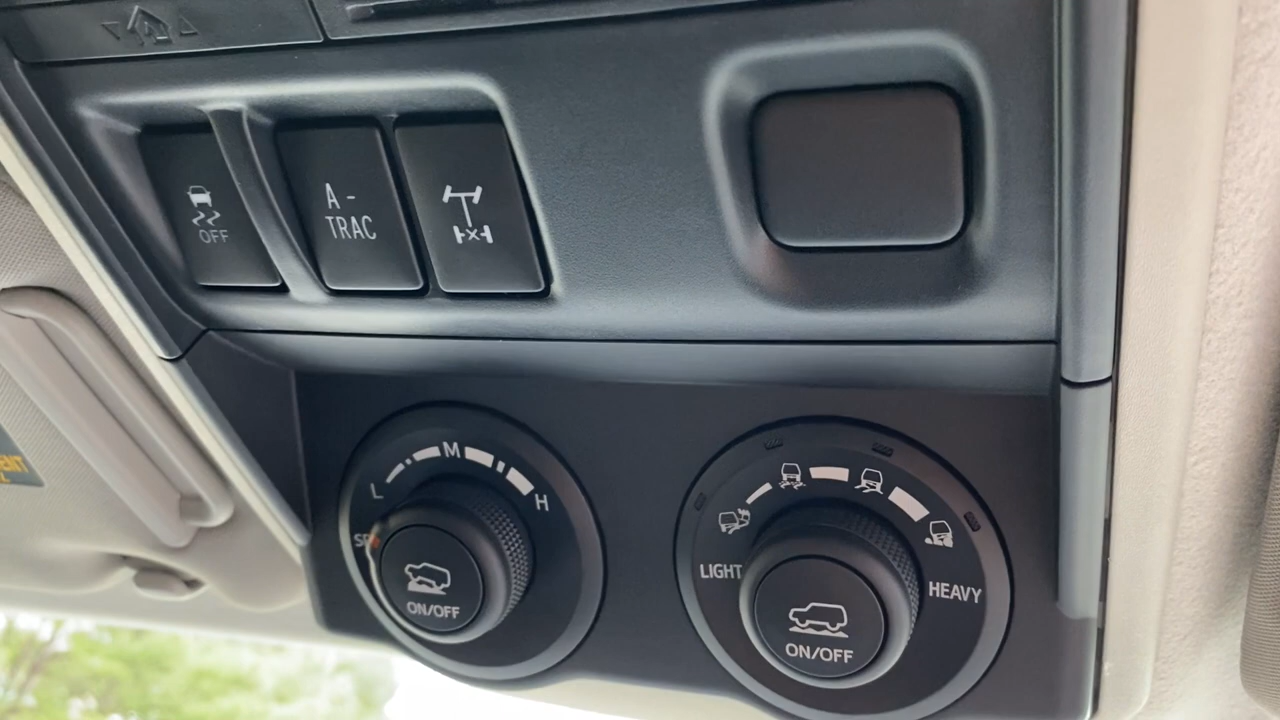 OFF
A -
TRAC
M
L
H
ON/OFF
LIGHT
HEAVY
ON/OFF